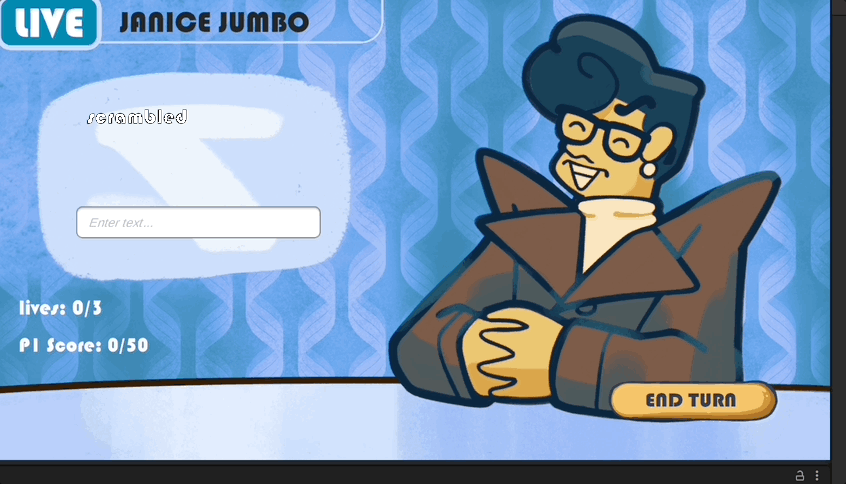 LIVE
JANICE JUMBO
scrambled
Enter text...
lives: 0/3
P1 Score: 0/50
END TURN